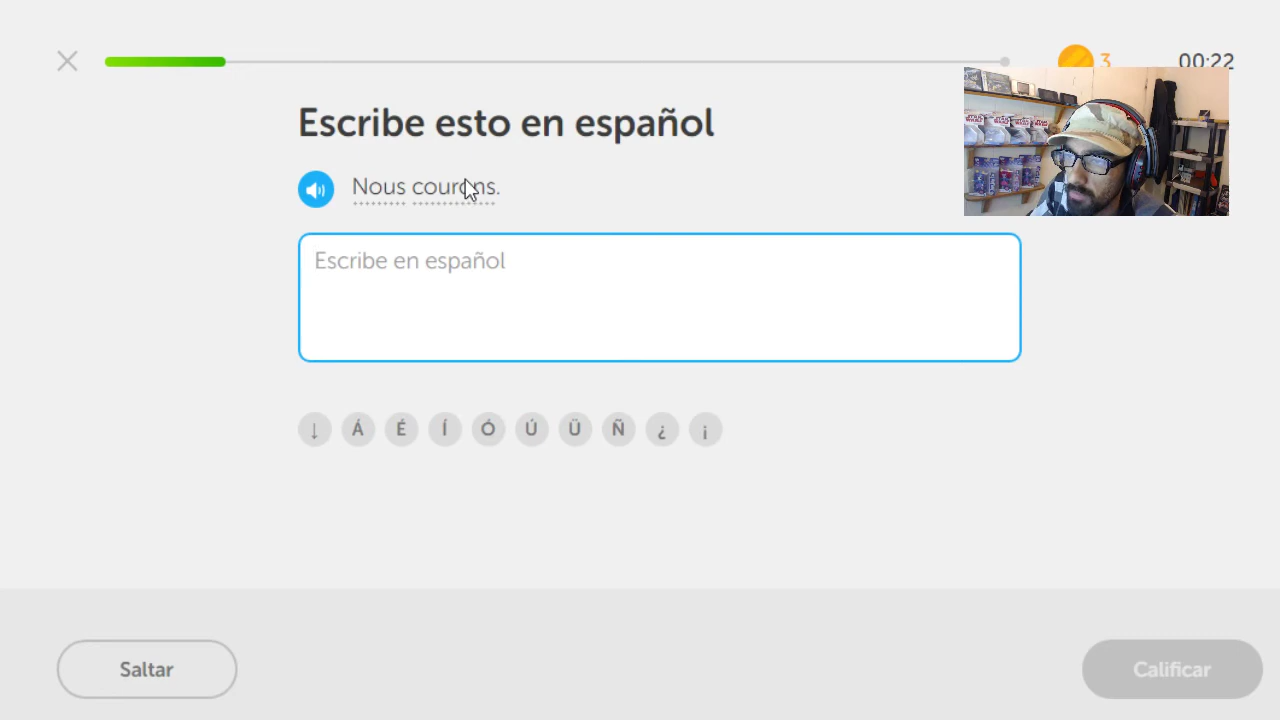 3 00:22
Escribe esto en español
Nous courons.
Escribe en español
↓ Á É Í Ó Ú Ü Ñ ¿ ¡
Saltar Calificar